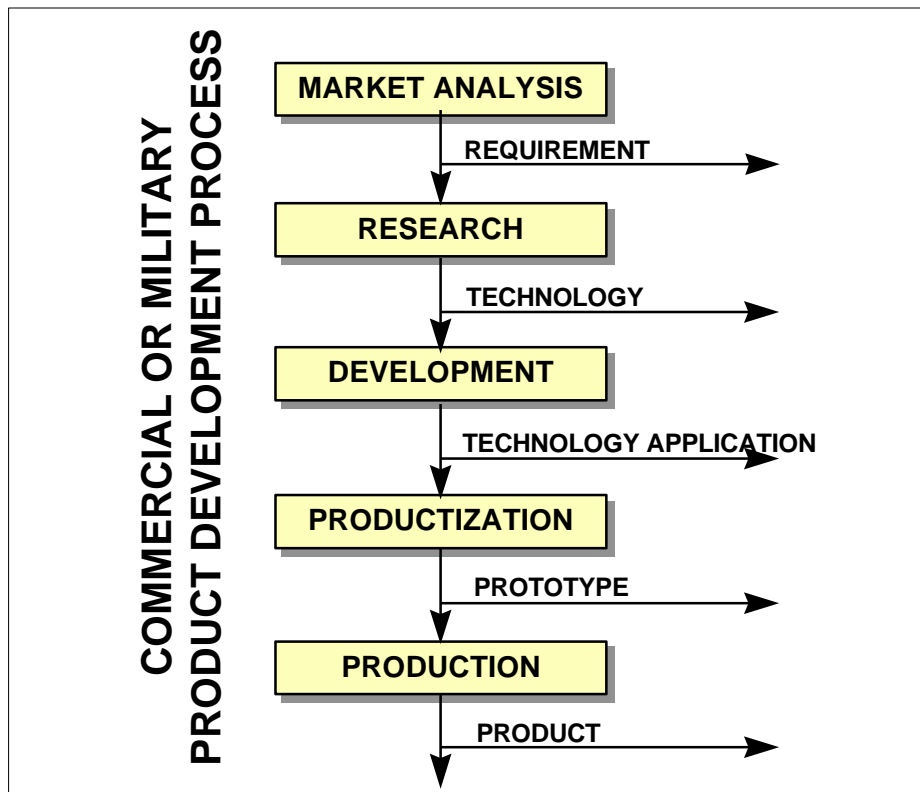 COMMERCIAL OR MILITARY
PRODUCT DEVELOPMENT PROCESS
MARKET ANALYSIS
REQUIREMENT
RESEARCH
TECHNOLOGY
DEVELOPMENT
TECHNOLOGY APPLICATION
PRODUCTIZATION
PROTOTYPE
PRODUCTION
PRODUCT